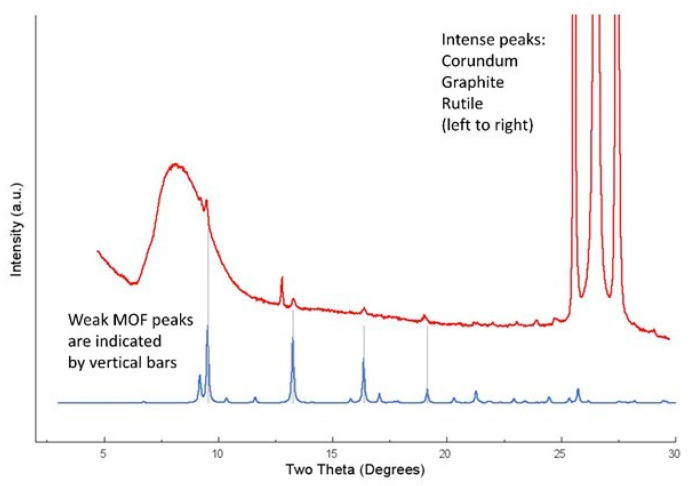 Intense peaks:
Corundum
Graphite
Rutile
(left to right)
Intensity (a.u.)
Weak MOF peaks
are indicated
by vertical bars
5 10 15 20 25 30
Two Theta (Degrees)